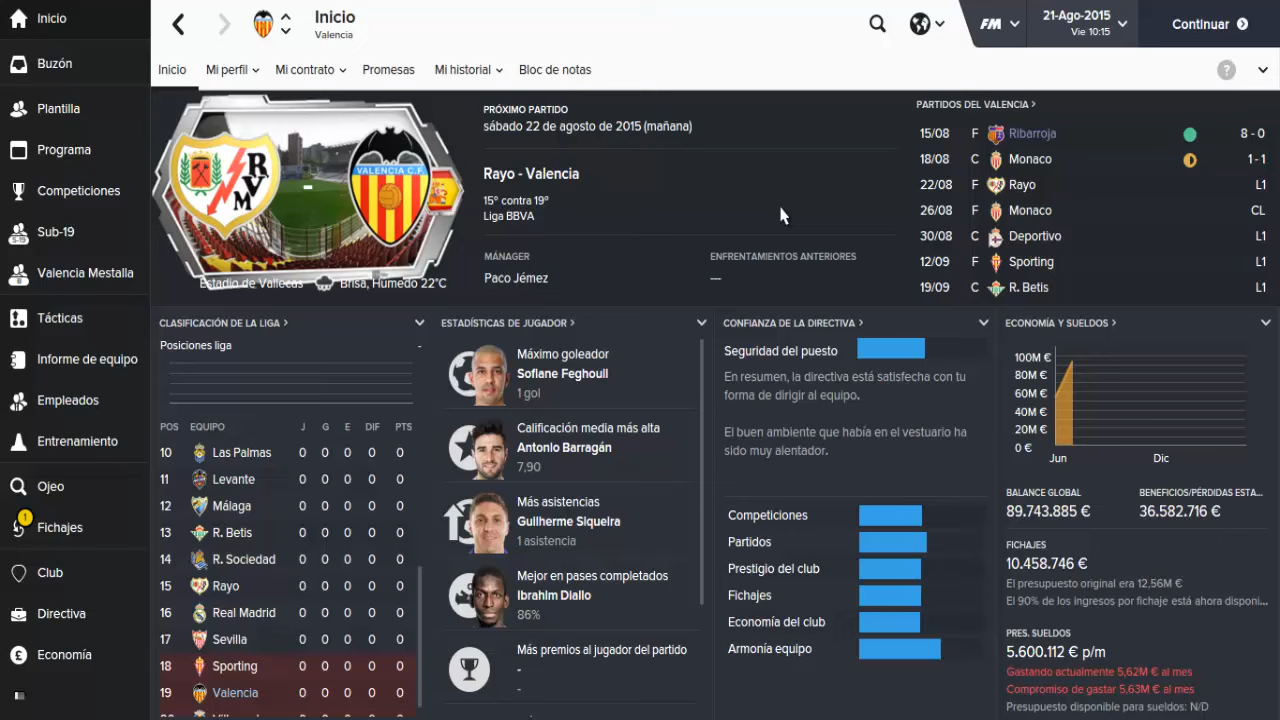 Inicio
Buzón
Plantilla
Programa
Competiciones
S-19
Sub-19
Valencia Mestalla
Tácticas
Informe de equipo
Empleados
Entrenamiento
Ojeo
1
Fichajes
Club
Directiva
Economía
Inicio
Valencia
FM
21-Ago-2015
Vie 10:15
Continuar
Inicio
Mi perfil
Mi contrato
Promesas
Mi historial
Bloc de notas
?
RVM
VALENCIA C.F.
Estadio de Vallecas
Brisa, Húmedo 22°C
PRÓXIMO PARTIDO
sábado 22 de agosto de 2015 (mañana)
Rayo - Valencia
15º contra 19º
Liga BBVA
MÁNAGER
Paco Jémez
ENFRENTAMIENTOS ANTERIORES
---
PARTIDOS DEL VALENCIA >
15/08 F Ribarroja 8 - 0
18/08 C Monaco 1 - 1
22/08 F Rayo L1
26/08 F Monaco CL
30/08 C Deportivo L1
12/09 F Sporting L1
19/09 C R. Betis L1
CLASIFICACIÓN DE LA LIGA >
Posiciones liga -
POS EQUIPO J G E DIF PTS
10 Las Palmas 0 0 0 0 0
11 Levante 0 0 0 0 0
12 Málaga 0 0 0 0 0
13 R. Betis 0 0 0 0 0
14 R. Sociedad 0 0 0 0 0
15 Rayo 0 0 0 0 0
16 Real Madrid 0 0 0 0 0
17 Sevilla 0 0 0 0 0
18 Sporting 0 0 0 0 0
19 Valencia 0 0 0 0 0
ESTADÍSTICAS DE JUGADOR >
Máximo goleador
Sofiane Feghouli
1 gol
Calificación media más alta
Antonio Barragán
7,90
Más asistencias
Guilherme Siqueira
1 asistencia
Mejor en pases completados
Ibrahim Diallo
86%
Más premios al jugador del partido
-
-
CONFIANZA DE LA DIRECTIVA >
Seguridad del puesto
En resumen, la directiva está satisfecha con tu
forma de dirigir al equipo.
El buen ambiente que había en el vestuario ha
sido muy alentador.
Competiciones
Partidos
Prestigio del club
Fichajes
Economía del club
Armonía equipo
ECONOMÍA Y SUELDOS >
100M €
80M €
60M €
40M €
20M €
0 €
Jun Dic
BALANCE GLOBAL
89.743.885 €
BENEFICIOS/PÉRDIDAS ESTA...
36.582.716 €
FICHAJES
10.458.746 €
El presupuesto original era 12,56M €
El 90% de los ingresos por fichaje está ahora disponi...
PRES. SUELDOS
5.600.112 € p/m
Gastando actualmente 5,62M € al mes
Compromiso de gastar 5,63M € al mes
Presupuesto disponible para sueldos: N/D